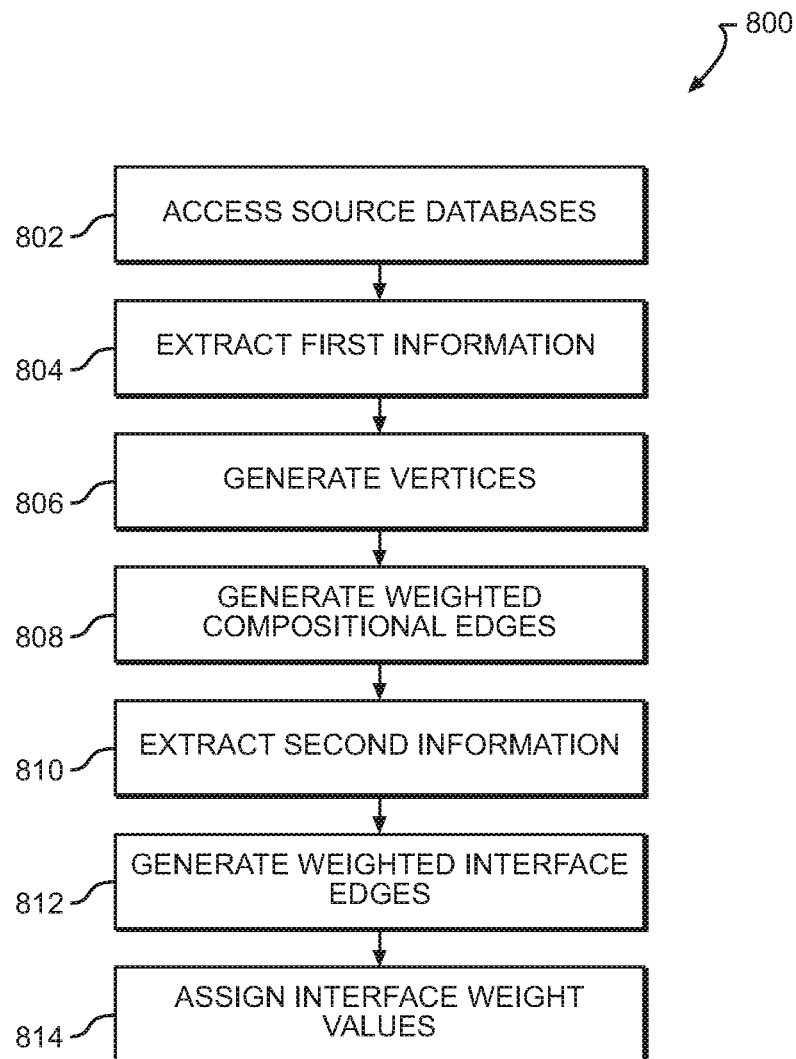 800
ACCESS SOURCE DATABASES
802
EXTRACT FIRST INFORMATION
804
GENERATE VERTICES
806
GENERATE WEIGHTED
COMPOSITIONAL EDGES
808
EXTRACT SECOND INFORMATION
810
GENERATE WEIGHTED INTERFACE
EDGES
812
ASSIGN INTERFACE WEIGHT
VALUES
814